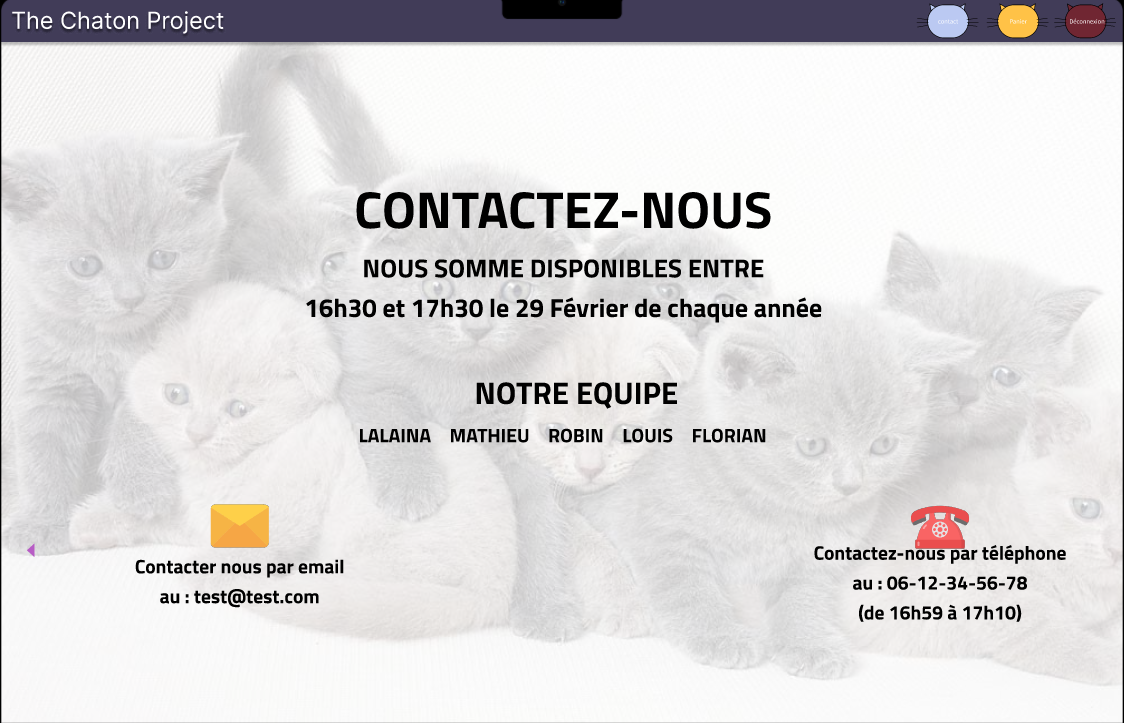 The Chaton Project
contact
Panier
Déconnexion
CONTACTEZ-NOUS
NOUS SOMME DISPONIBLES ENTRE
16h30 et 17h30 le 29 Février de chaque année
NOTRE EQUIPE
LALAINA MATHIEU ROBIN LOUIS FLORIAN
Contacter nous par email
au : test@test.com
Contactez-nous par téléphone
au : 06-12-34-56-78
(de 16h59 à 17h10)